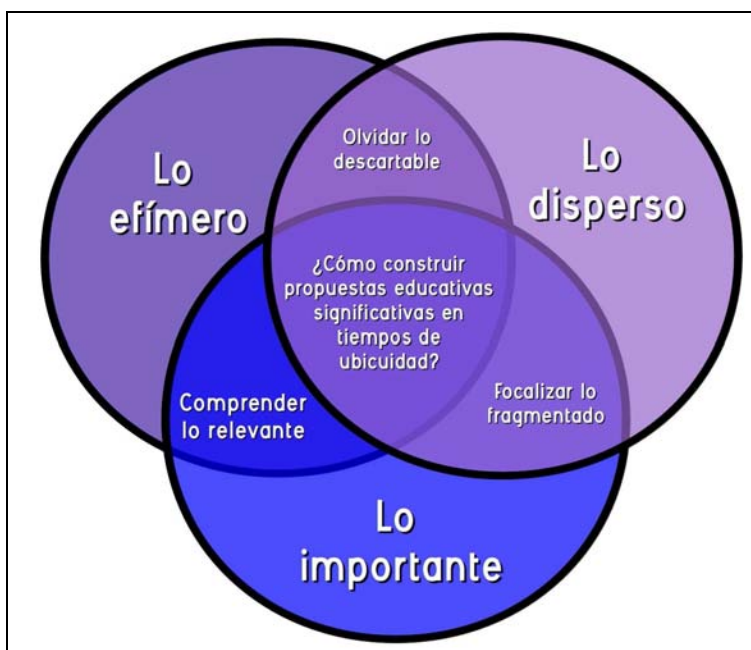 Lo
efímero
Olvidar lo
descartable
Lo
disperso
¿Cómo construir
propuestas educativas
significativas en
tiempos de
ubicuidad?
Comprender
lo relevante
Focalizar lo
fragmentado
Lo
importante